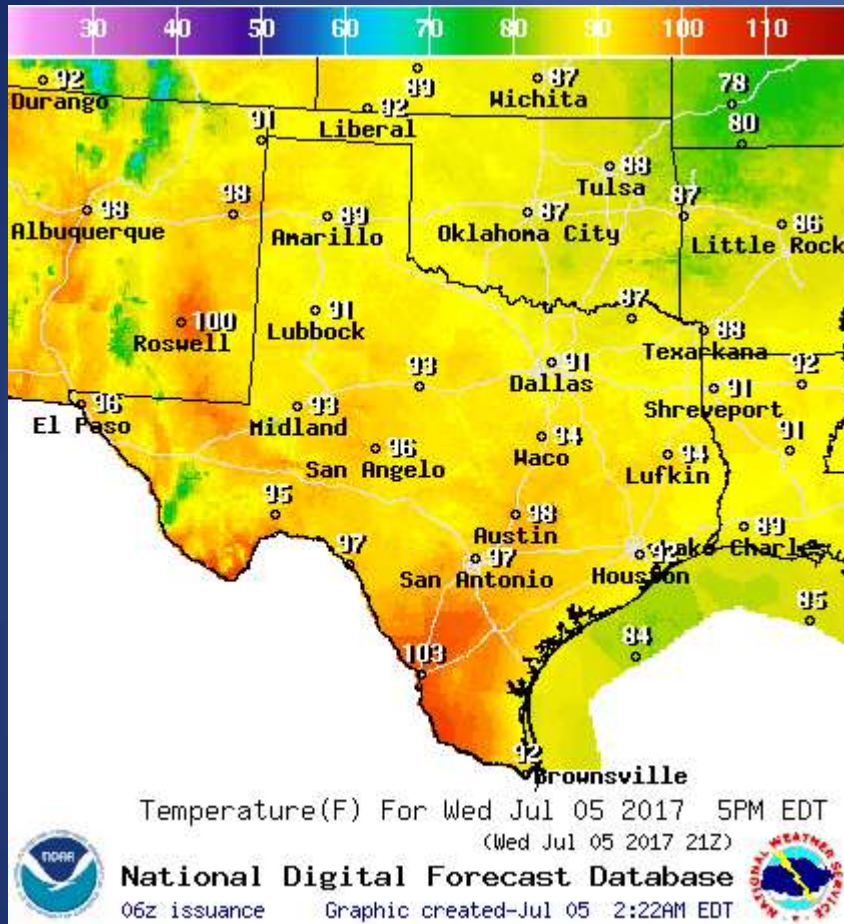 30 40 50 60 70 80 90 100 110
92 89 87 78
Durango Wichita
92
Liberal
91 80
88
Tulsa
98 98 89 87 87 86
Albuquerque Amarillo Oklahoma City Little Rock
100 91 87 88
Roswell Lubbock Texarkana
93 91 91 92
Dallas Shreveport
96 93
El Paso Midland
96 94 94 91
San Angelo Waco Lufkin
95 98 89
Austin Lake Charles
97 97 92
San Antonio Houston
85
103 84
92
Brownsville
Temperature(F) For Wed Jul 05 2017 5PM EDT
(Wed Jul 05 2017 21Z)
National Digital Forecast Database
06z issuance Graphic created-Jul 05 2:22AM EDT
NOAA
NATIONAL WEATHER SERVICE